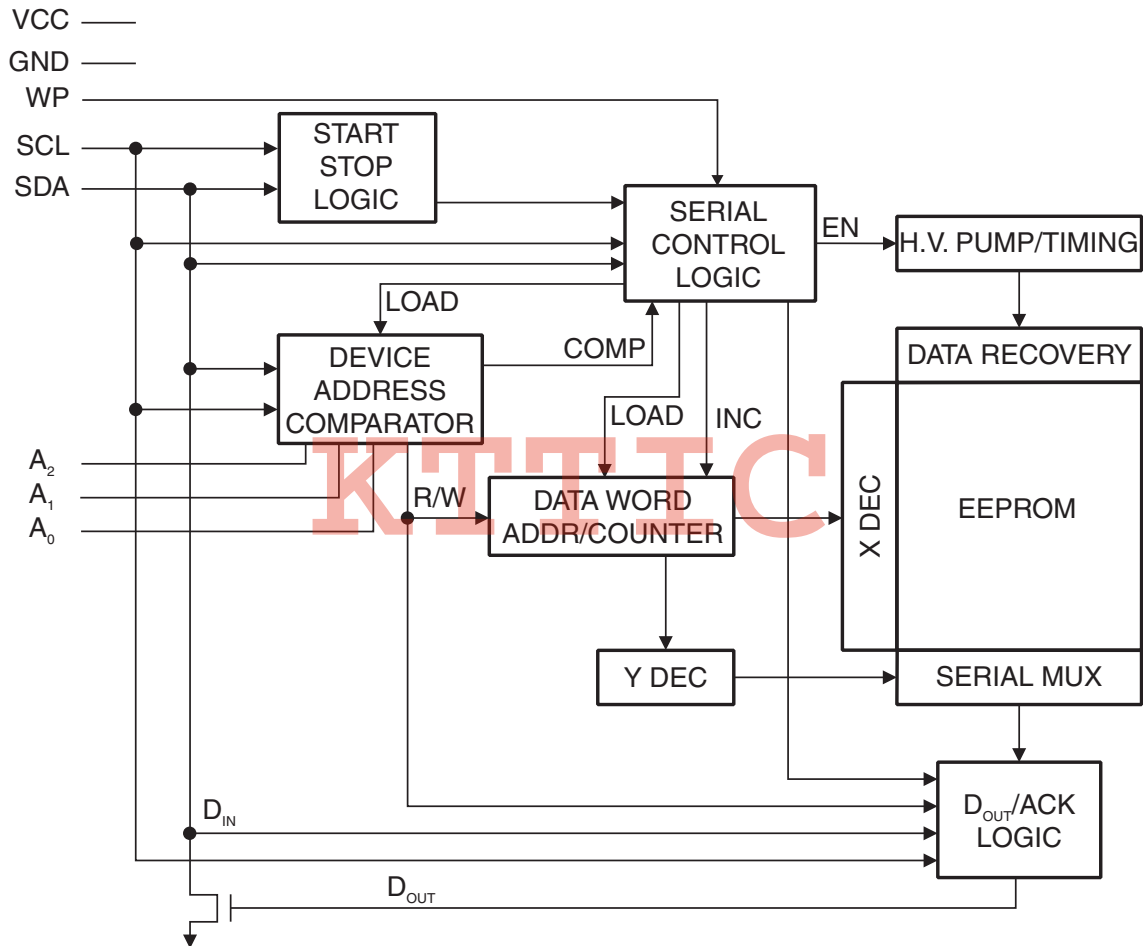 VCC
GND
WP
SCL
SDA
START
STOP
LOGIC
SERIAL
CONTROL
LOGIC
EN
H.V. PUMP/TIMING
LOAD
COMP
DEVICE
ADDRESS
COMPARATOR
DATA RECOVERY
LOAD
INC
A2
A1
A0
R/W
DATA WORD
ADDR/COUNTER
X DEC
EEPROM
KTTIC
Y DEC
SERIAL MUX
DIN
DOUT/ACK
LOGIC
DOUT